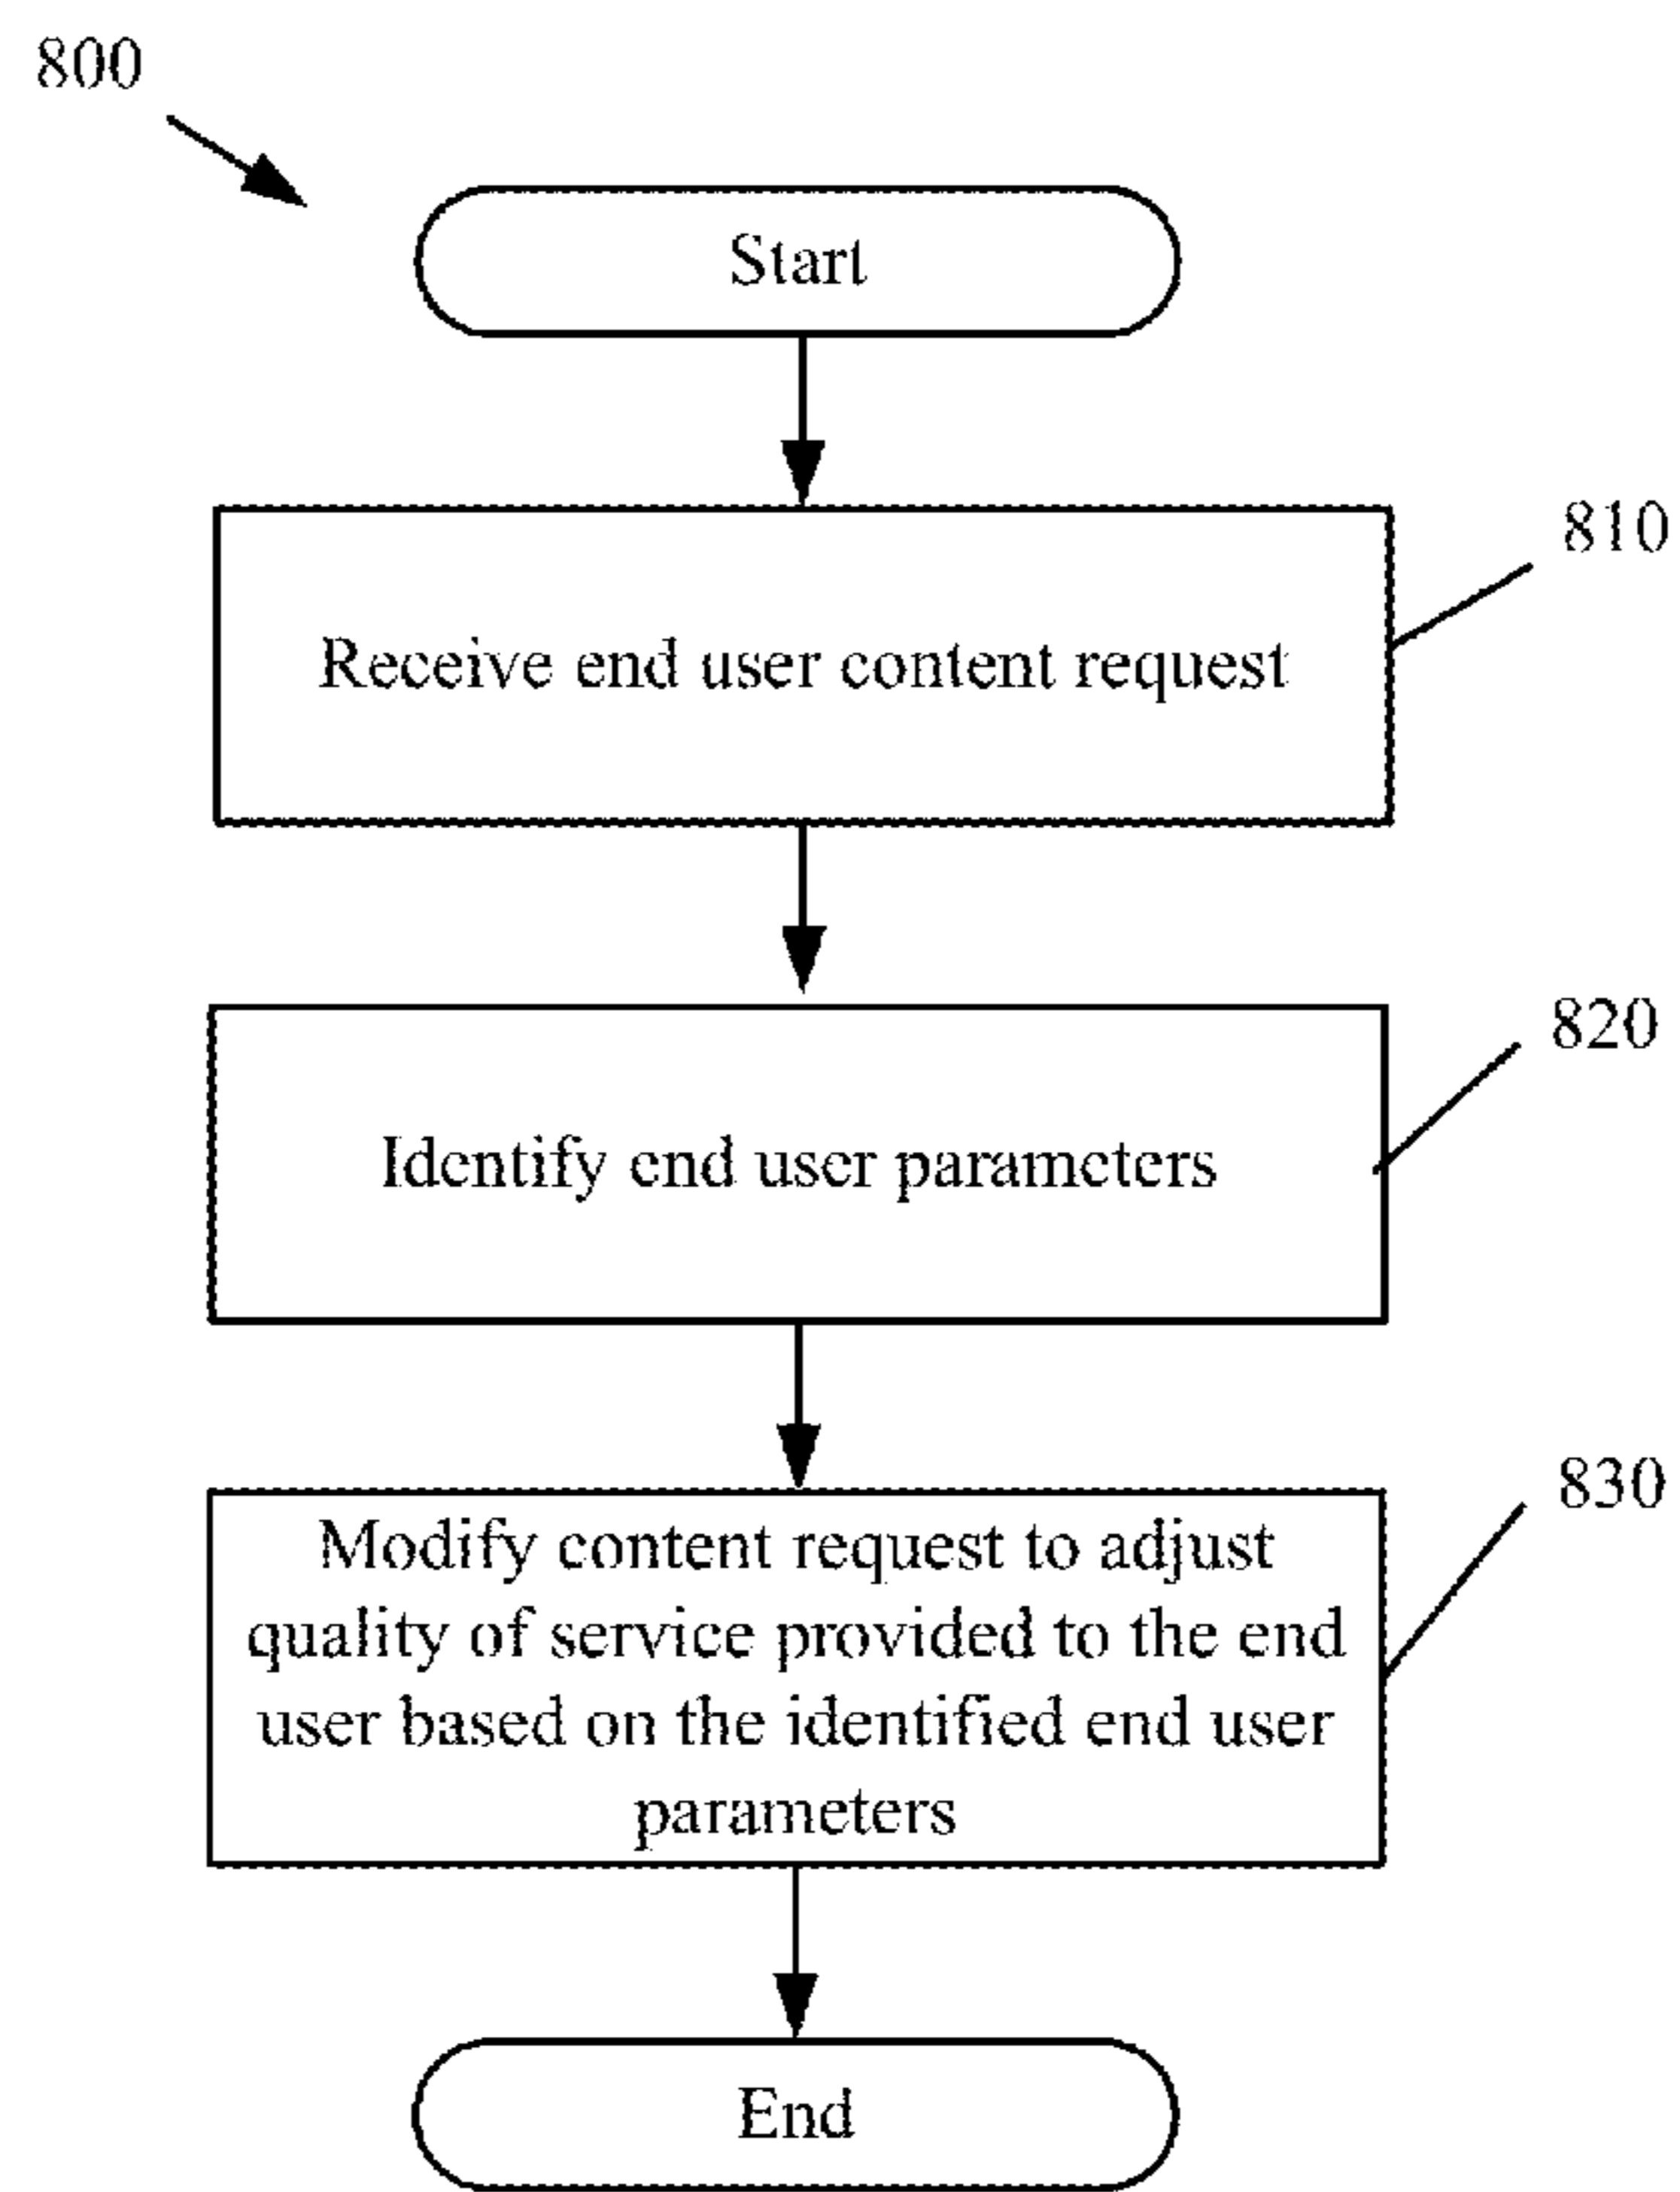 800
Start
810
Receive end user content request
820
Identify end user parameters
830
Modify content request to adjust
quality of service provided to the end
user based on the identified end user
parameters
End